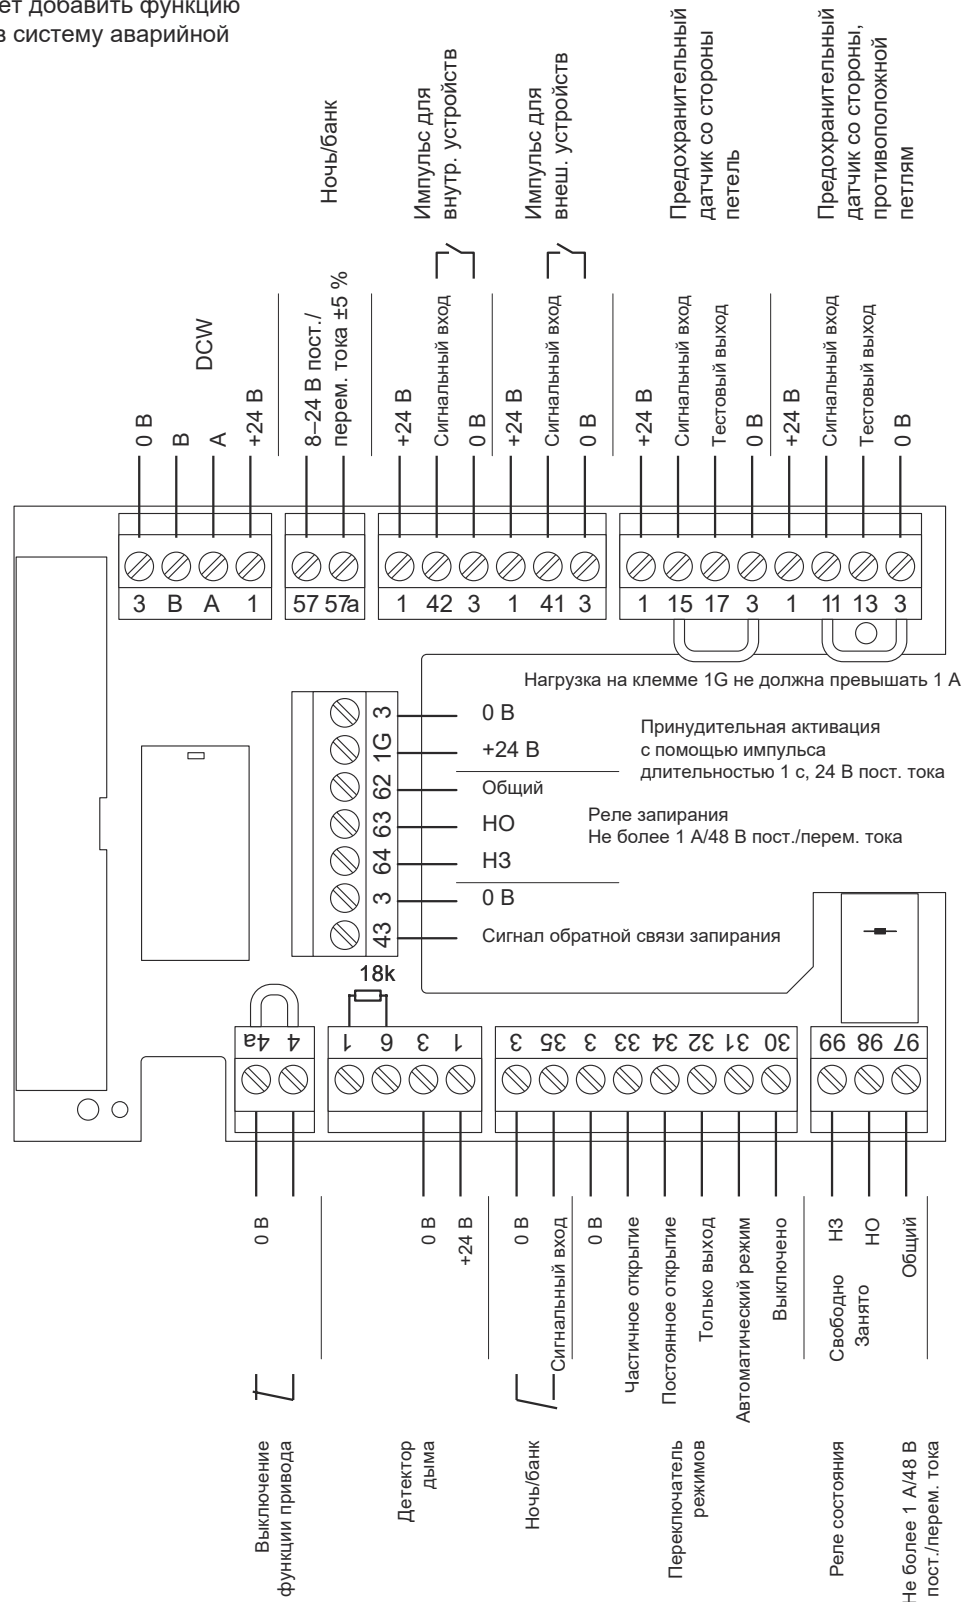 ет добавить функцию
в систему аварийной
Ночь/банк
Импульс для
внутр. устройств
Импульс для
внеш. устройств
Предохранительный
датчик со стороны
петель
Предохранительный
датчик со стороны,
противоположной
петлям
DCW
0 В
B
A
+24 В
8–24 В пост./
перем. тока ±5 %
+24 В
Сигнальный вход
0 В
+24 В
Сигнальный вход
0 В
+24 В
Сигнальный вход
Тестовый выход
0 В
+24 В
Сигнальный вход
Тестовый выход
0 В
3 B A 1
57 57a
1 42 3 1 41 3
1 15 17 3 1 11 13 3
Нагрузка на клемме 1G не должна превышать 1 А
3
0 В
1G
+24 В
Принудительная активация
с помощью импульса
длительностью 1 с, 24 В пост. тока
62
Общий
63
НО
Реле запирания
Не более 1 А/48 В пост./перем. тока
64
НЗ
3
0 В
43
Сигнал обратной связи запирания
18k
4a 4
1 6 3 1
3 35 3 33 34 32 31 30
99 98 97
0 В
0 В
+24 В
0 В
Сигнальный вход
0 В
Частичное открытие
Постоянное открытие
Только выход
Автоматический режим
Выключено
НЗ
Свободно
НО
Занято
Общий
Выключение
функции привода
Детектор
дыма
Ночь/банк
Переключатель
режимов
Реле состояния
Не более 1 А/48 В
пост./перем. тока